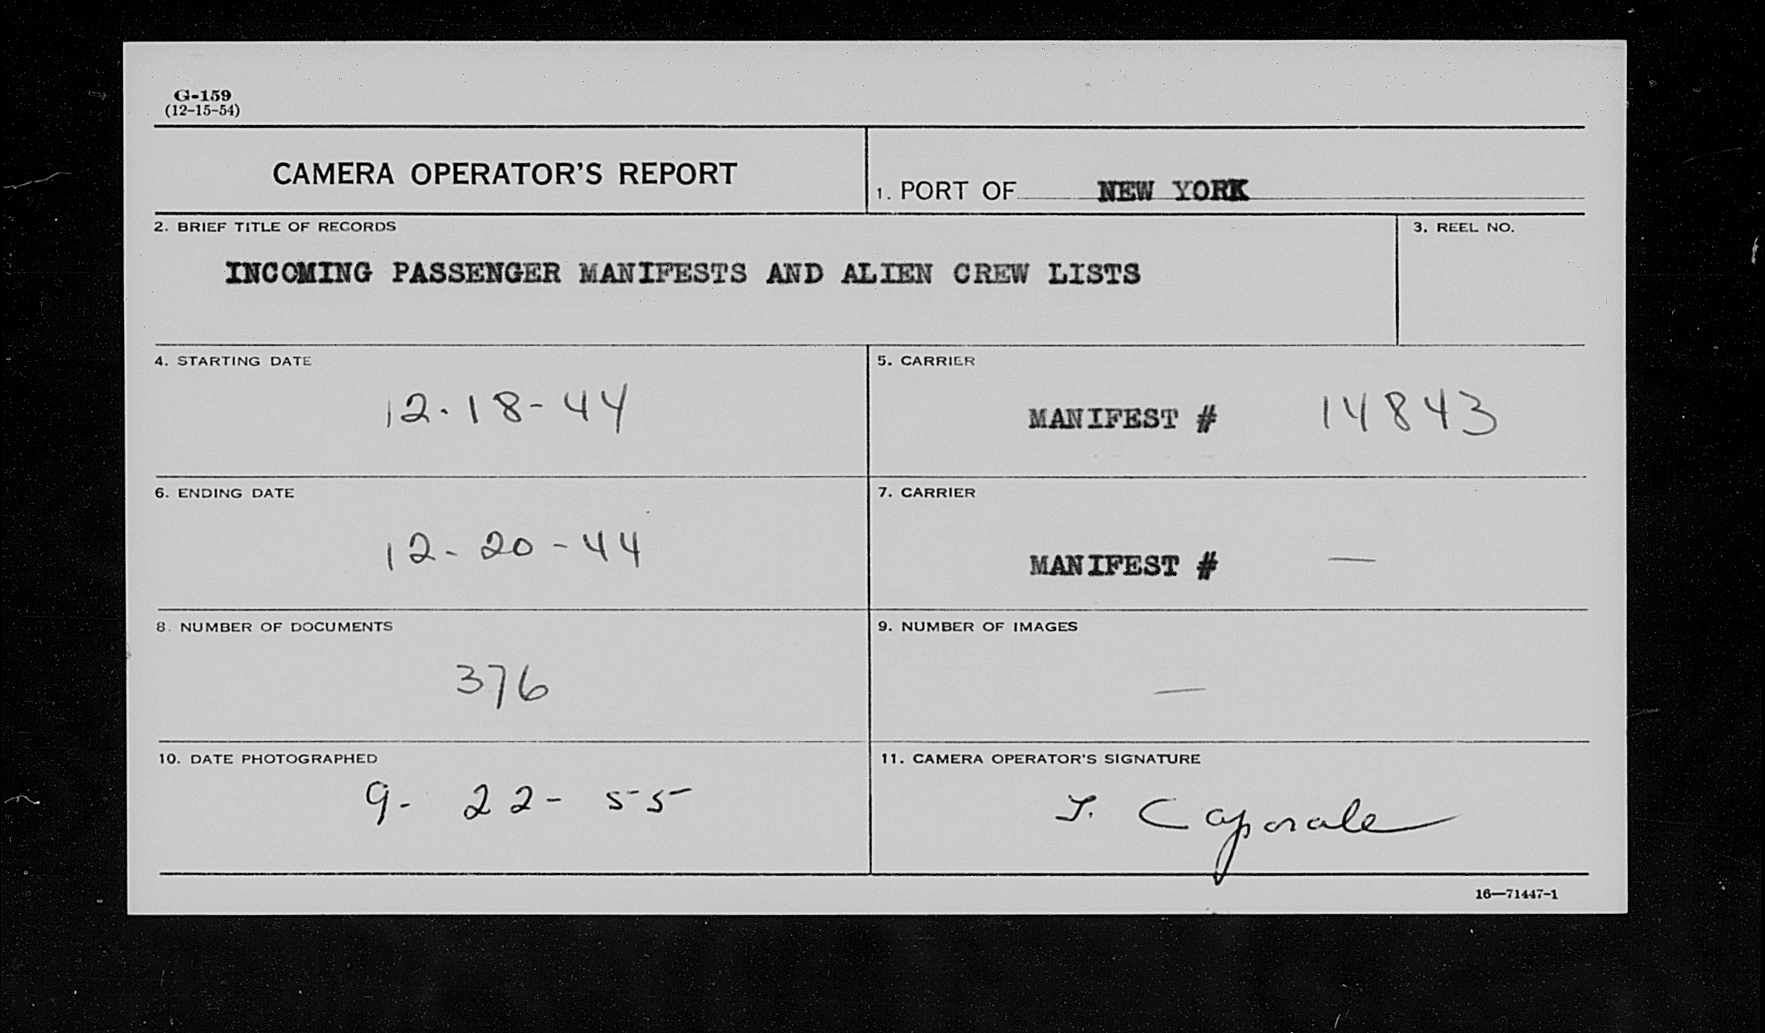 G-159
(12-15-54)
CAMERA OPERATOR'S REPORT
1. PORT OF NEW YORK
2. BRIEF TITLE OF RECORDS
INCOMING PASSENGER MANIFESTS AND ALIEN CREW LISTS
3. REEL NO.
4. STARTING DATE
12-18-44
5. CARRIER
MANIFEST # 14843
6. ENDING DATE
12-20-44
7. CARRIER
MANIFEST # —
8. NUMBER OF DOCUMENTS
376
9. NUMBER OF IMAGES
—
10. DATE PHOTOGRAPHED
9-22-55
11. CAMERA OPERATOR'S SIGNATURE
Caporale
16—71447-1